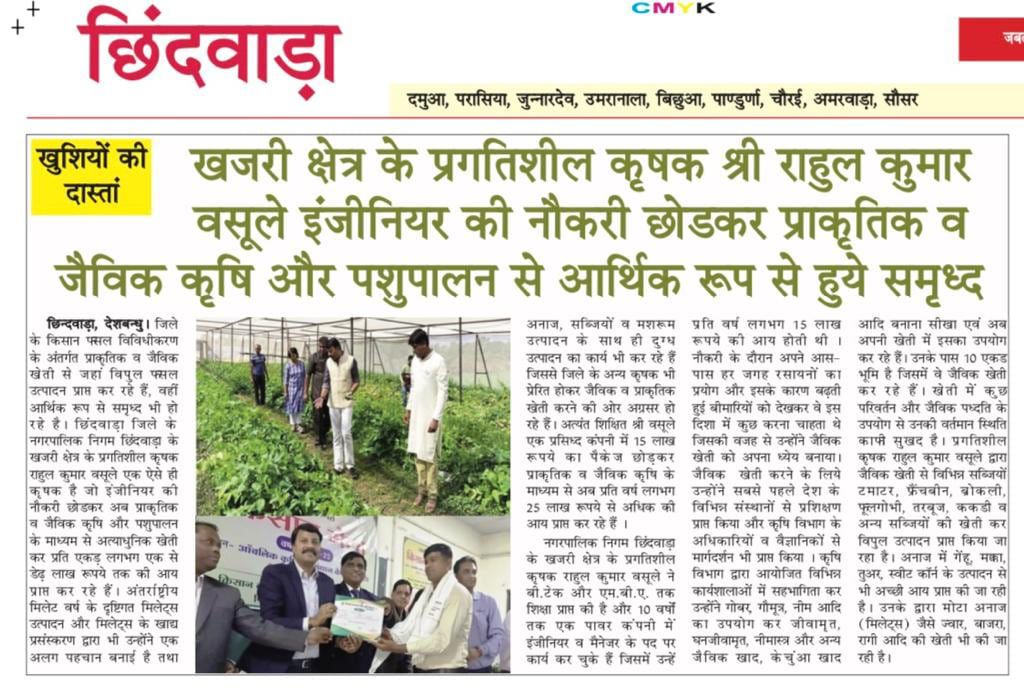 CMYK
छिंदवाड़ा
जबल
दमुआ, परासिया, जुन्नारदेव, उमरानाला, बिछुआ, पाण्डुर्णा, चौरई, अमरवाड़ा, सौसर
खुशियों की
दास्तां
खजरी क्षेत्र के प्रगतिशील कृषक श्री राहुल कुमार
वसूले इंजीनियर की नौकरी छोडकर प्राकृतिक व
जैविक कृषि और पशुपालन से आर्थिक रूप से हुये समृध्द
छिन्दवाड़ा, देशबन्धु। जिले
के किसान फसल विविधीकरण
के अंतर्गत प्राकृतिक व जैविक
खेती से जहां विपुल फसल
उत्पादन प्राप्त कर रहे हैं, वहीं
आर्थिक रूप से समृध्द भी हो
रहे है। छिंदवाड़ा जिले के
नगरपालिक निगम छिंदवाड़ा के
खजरी क्षेत्र के प्रगतिशील कृषक
राहुल कुमार वसूले एक ऐसे ही
कृषक है जो इंजीनियर की
नौकरी छोडकर अब प्राकृतिक
व जैविक कृषि और पशुपालन
के माध्यम से अत्याधुनिक खेती
कर प्रति एकड़ लगभग एक से
डेढ़ लाख रूपये तक की आय
प्राप्त कर रहे हैं। अंतर्राष्ट्रीय
मिलेट वर्ष के दृष्टिगत मिलेट्स
उत्पादन और मिलेट्स के खाद्य
प्रसंस्करण द्वारा भी उन्होंने एक
अलग पहचान बनाई है तथा
अनाज, सब्जियों व मशरूम
उत्पादन के साथ ही दुग्ध
उत्पादन का कार्य भी कर रहे हैं
जिससे जिले के अन्य कृषक भी
प्रेरित होकर जैविक व प्राकृतिक
खेती करने की ओर अग्रसर हो
रहे हैं। अत्यंत शिक्षित श्री वसूले
एक प्रसिध्द कंपनी में 15 लाख
रूपये का पैकेज छोड़कर
प्राकृतिक व जैविक कृषि के
माध्यम से अब प्रति वर्ष लगभग
25 लाख रूपये से अधिक की
आय प्राप्त कर रहे हैं ।
नगरपालिक निगम छिंदवाड़ा
के खजरी क्षेत्र के प्रगतिशील
कृषक राहुल कुमार वसूले ने
बी.टेक और एम.बी.ए. तक
शिक्षा प्राप्त की है और 10 वर्षों
तक एक पावर कंपनी में
इंजीनियर व मैनेजर के पद पर
कार्य कर चुके हैं जिसमें उन्हें
प्रति वर्ष लगभग 15 लाख
रूपये की आय होती थी ।
नौकरी के दौरान अपने आस-
पास हर जगह रसायनों का
प्रयोग और इसके कारण बढ़ती
हुई बीमारियों को देखकर वे इस
दिशा में कुछ करना चाहता थे
जिसकी वजह से उन्होंने जैविक
खेती को अपना ध्येय बनाया।
जैविक खेती करने के लिये
उन्होंने सबसे पहले देश के
विभिन्न संस्थानों से प्रशिक्षण
प्राप्त किया और कृषि विभाग के
अधिकारियों व वैज्ञानिकों से
मार्गदर्शन भी प्राप्त किया । कृषि
विभाग द्वारा आयोजित विभिन्न
कार्यशालाओं में सहभागिता कर
उन्होंने गोबर, गौमूत्र, नीम आदि
का उपयोग कर जीवामृत,
घनजीवामृत, नीमास्त्र और अन्य
जैविक खाद, केचुंआ खाद
आदि बनाना सीखा एवं अब
अपनी खेती में इसका उपयोग
कर रहे हैं। उनके पास 10 एकड
भूमि है जिसमें वे जैविक खेती
कर रहे हैं । खेती में कुछ
परिवर्तन और जैविक पध्दति के
उपयोग से उनकी वर्तमान स्थिति
काफी सुखद है । प्रगतिशील
कृषक राहुल कुमार वसूले द्वारा
जैविक खेती से विभिन्न सब्जियों
टमाटर, फ्रैंचबीन, ब्रोकली,
फूलगोभी, तरबूज, ककडी व
अन्य सब्जियों की खेती कर
विपुल उत्पादन प्राप्त किया जा
रहा है। अनाज में गेंहू, मक्का,
तुअर, स्वीट कॉर्न के उत्पादन से
भी अच्छी आय प्राप्त की जा रही
है। उनके द्वारा मोटा अनाज
(मिलेट्स) जैसे ज्वार, बाजरा,
रागी आदि की खेती भी की जा
रही है।